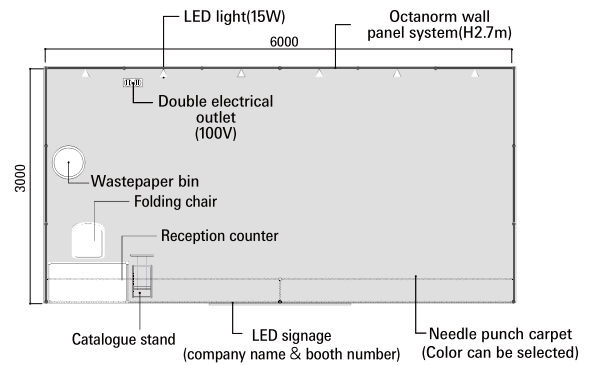 LED light(15W)
Octanorm wall
panel system(H2.7m)
6000
Double electrical
outlet
(100V)
3000
Wastepaper bin
Folding chair
Reception counter
Catalogue stand
LED signage
(company name & booth number)
Needle punch carpet
(Color can be selected)